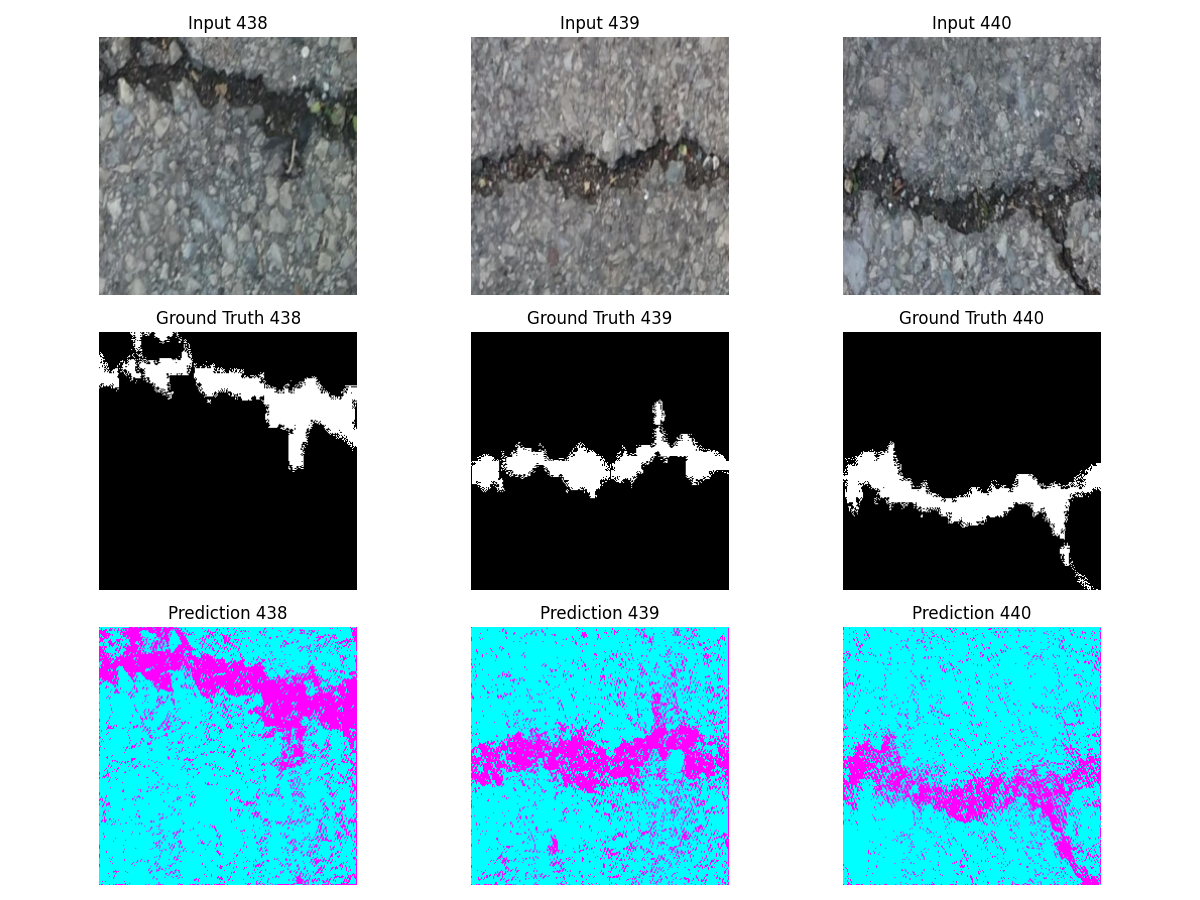 Input 438
Input 439
Input 440
Ground Truth 438
Ground Truth 439
Ground Truth 440
Prediction 438
Prediction 439
Prediction 440